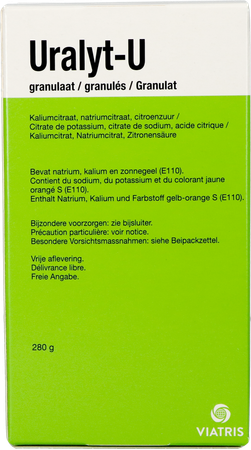 Uralyt-U
granulaat / granulés / Granulat
Kaliumcitraat, natriumcitraat, citroenzuur /
Citrate de potassium, citrate de sodium, acide citrique /
Kaliumcitrat, Natriumcitrat, Zitronensäure
Bevat natrium, kalium en zonnegeel (E110).
Contient du sodium, du potassium et du colorant jaune
orangé S (E110).
Enthalt Natrium, Kalium und Farbstoff gelb-orange S (E110).
Bijzondere voorzorgen: zie bijsluiter.
Précaution particulière: voir notice.
Besondere Vorsichtsmassnahmen: siehe Beipackzettel.
Vrije aflevering.
Délivrance libre.
Freie Angabe.
280 g
VIATRIS